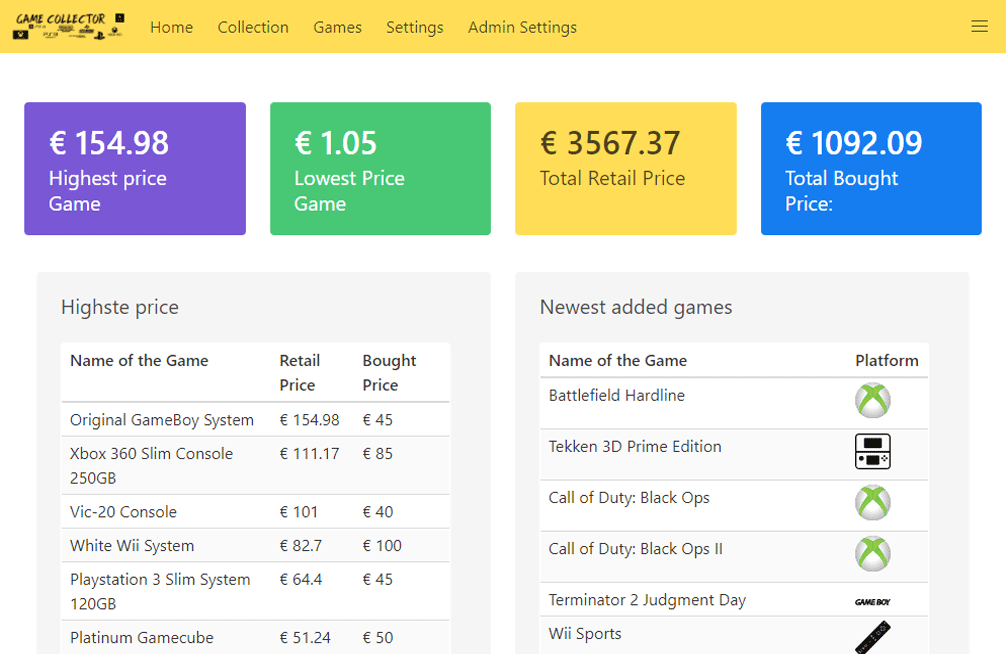 GAME COLLECTOR
Home Collection Games Settings Admin Settings
€ 154.98
Highest price
Game
€ 1.05
Lowest Price
Game
€ 3567.37
Total Retail Price
€ 1092.09
Total Bought
Price:
Highste price
Name of the Game Retail Price Bought Price
Original GameBoy System € 154.98 € 45
Xbox 360 Slim Console € 111.17 € 85
250GB
Vic-20 Console € 101 € 40
White Wii System € 82.7 € 100
Playstation 3 Slim System € 64.4 € 45
120GB
Platinum Gamecube € 51.24 € 50
Newest added games
Name of the Game Platform
Battlefield Hardline
Tekken 3D Prime Edition
Call of Duty: Black Ops
Call of Duty: Black Ops II
Terminator 2 Judgment Day GAME BOY
Wii Sports